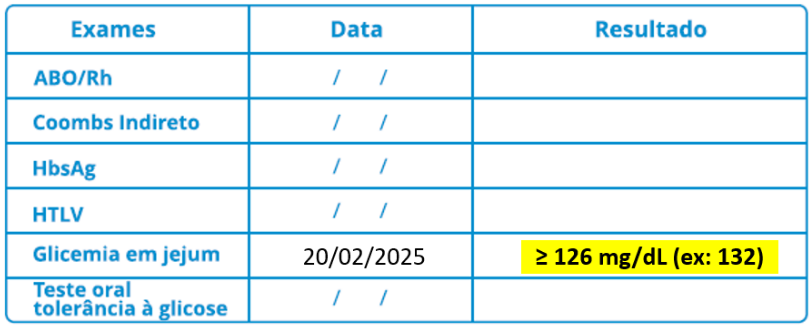 Exames Data Resultado
ABO/Rh / /
Coombs Indireto / /
HbsAg / /
HTLV / /
Glicemia em jejum 20/02/2025 ≥ 126 mg/dL (ex: 132)
Teste oral
tolerância à glicose / /